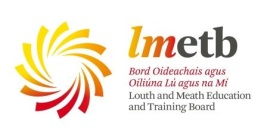 lmetb
Bord Oideachais agus
Oiliúna Lú agus na Mí
Louth and Meath Education
and Training Board